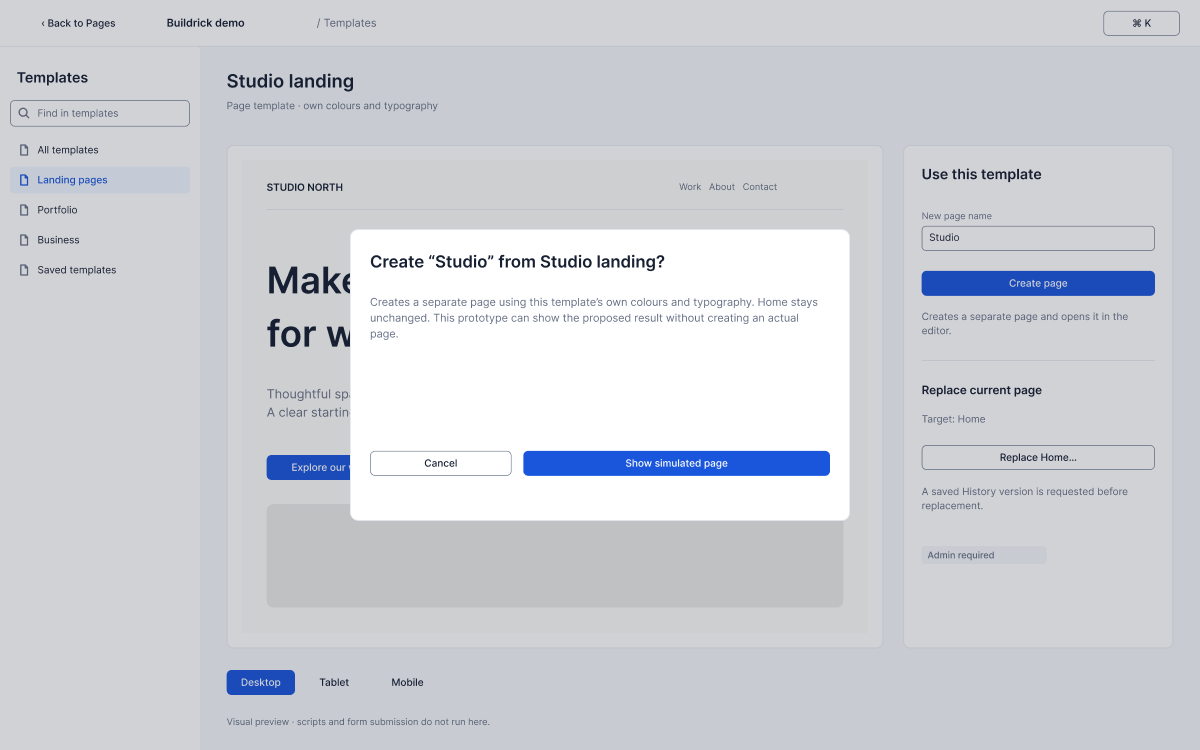 ‹ Back to Pages
Buildrick demo
/ Templates
⌘ K
Templates
Find in templates
All templates
Landing pages
Portfolio
Business
Saved templates
Studio landing
Page template · own colours and typography
STUDIO NORTH
Work About Contact
Make
for w
Thoughtful sp
A clear starting
Explore our
Create “Studio” from Studio landing?
Creates a separate page using this template’s own colours and typography. Home stays
unchanged. This prototype can show the proposed result without creating an actual
page.
Cancel
Show simulated page
Use this template
New page name
Studio
Create page
Creates a separate page and opens it in the
editor.
Replace current page
Target: Home
Replace Home...
A saved History version is requested before
replacement.
Admin required
Desktop
Tablet
Mobile
Visual preview · scripts and form submission do not run here.